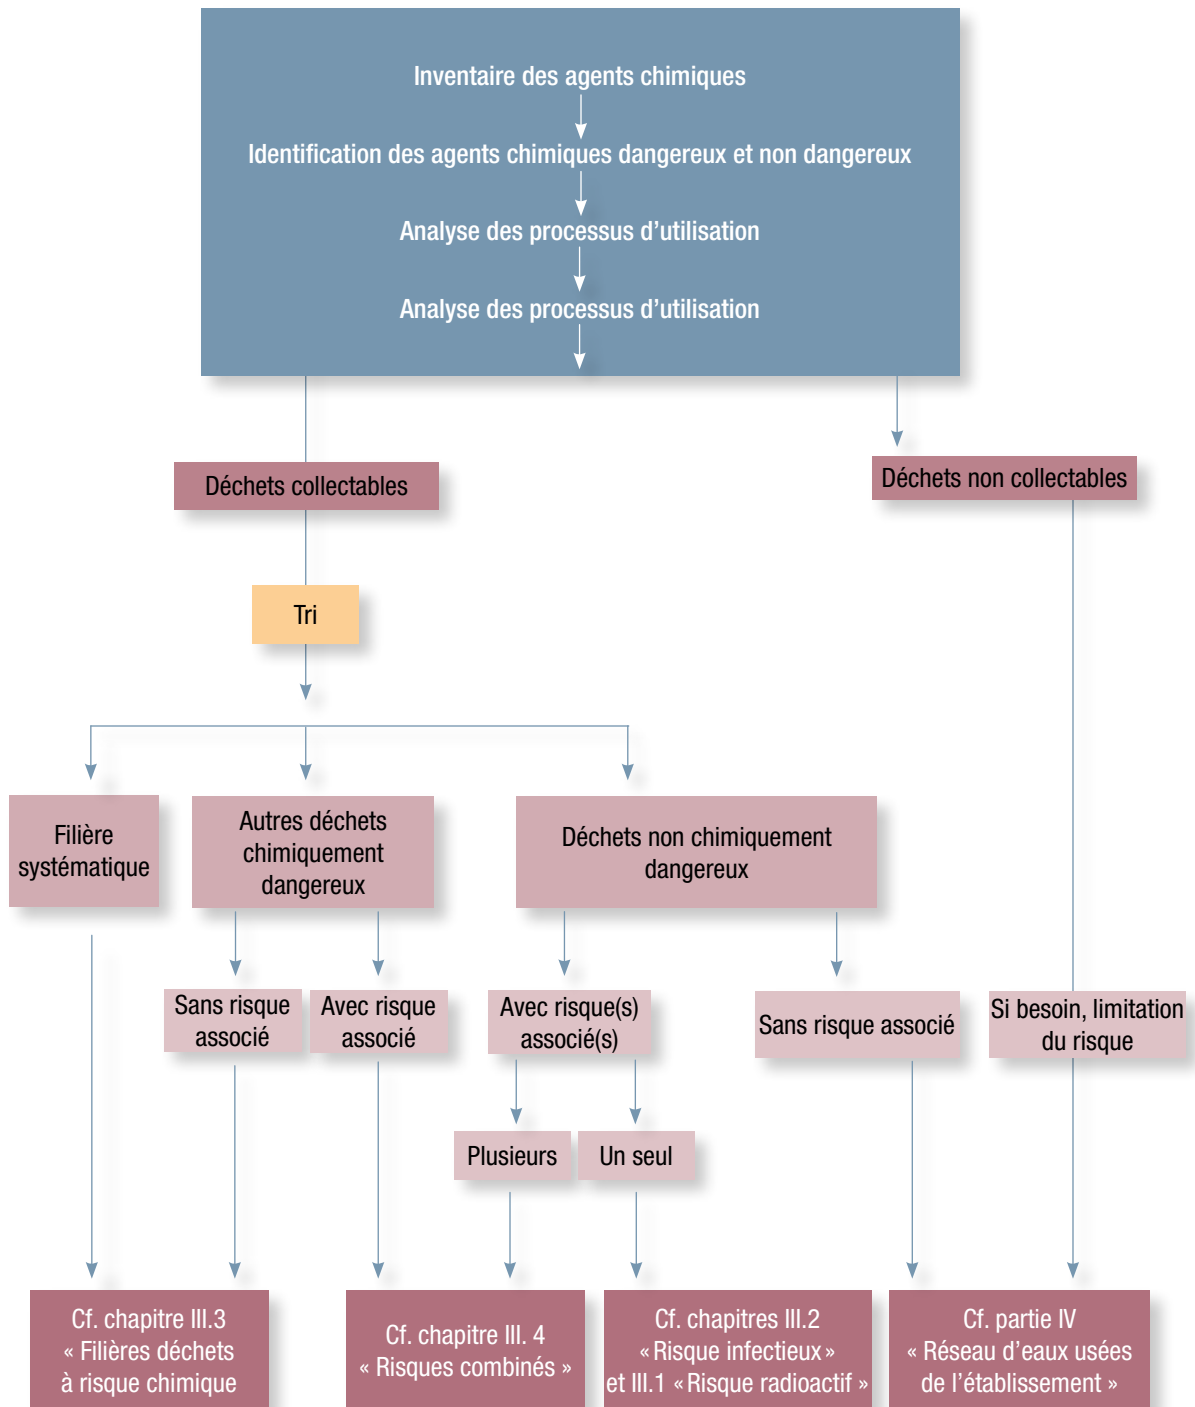 Inventaire des agents chimiques
Identification des agents chimiques dangereux et non dangereux
Analyse des processus d'utilisation
Analyse des processus d'utilisation
Déchets collectables
Déchets non collectables
Tri
Filière
systématique
Autres déchets
chimiquement
dangereux
Déchets non chimiquement
dangereux
Sans risque
associé
Avec risque
associé
Avec risque(s)
associé(s)
Sans risque associé
Si besoin, limitation
du risque
Plusieurs
Un seul
Cf. chapitre III.3
« Filières déchets
à risque chimique
Cf. chapitre III. 4
« Risques combinés »
Cf. chapitres III.2
« Risque infectieux »
et III.1 « Risque radioactif »
Cf. partie IV
« Réseau d'eaux usées
de l'établissement »